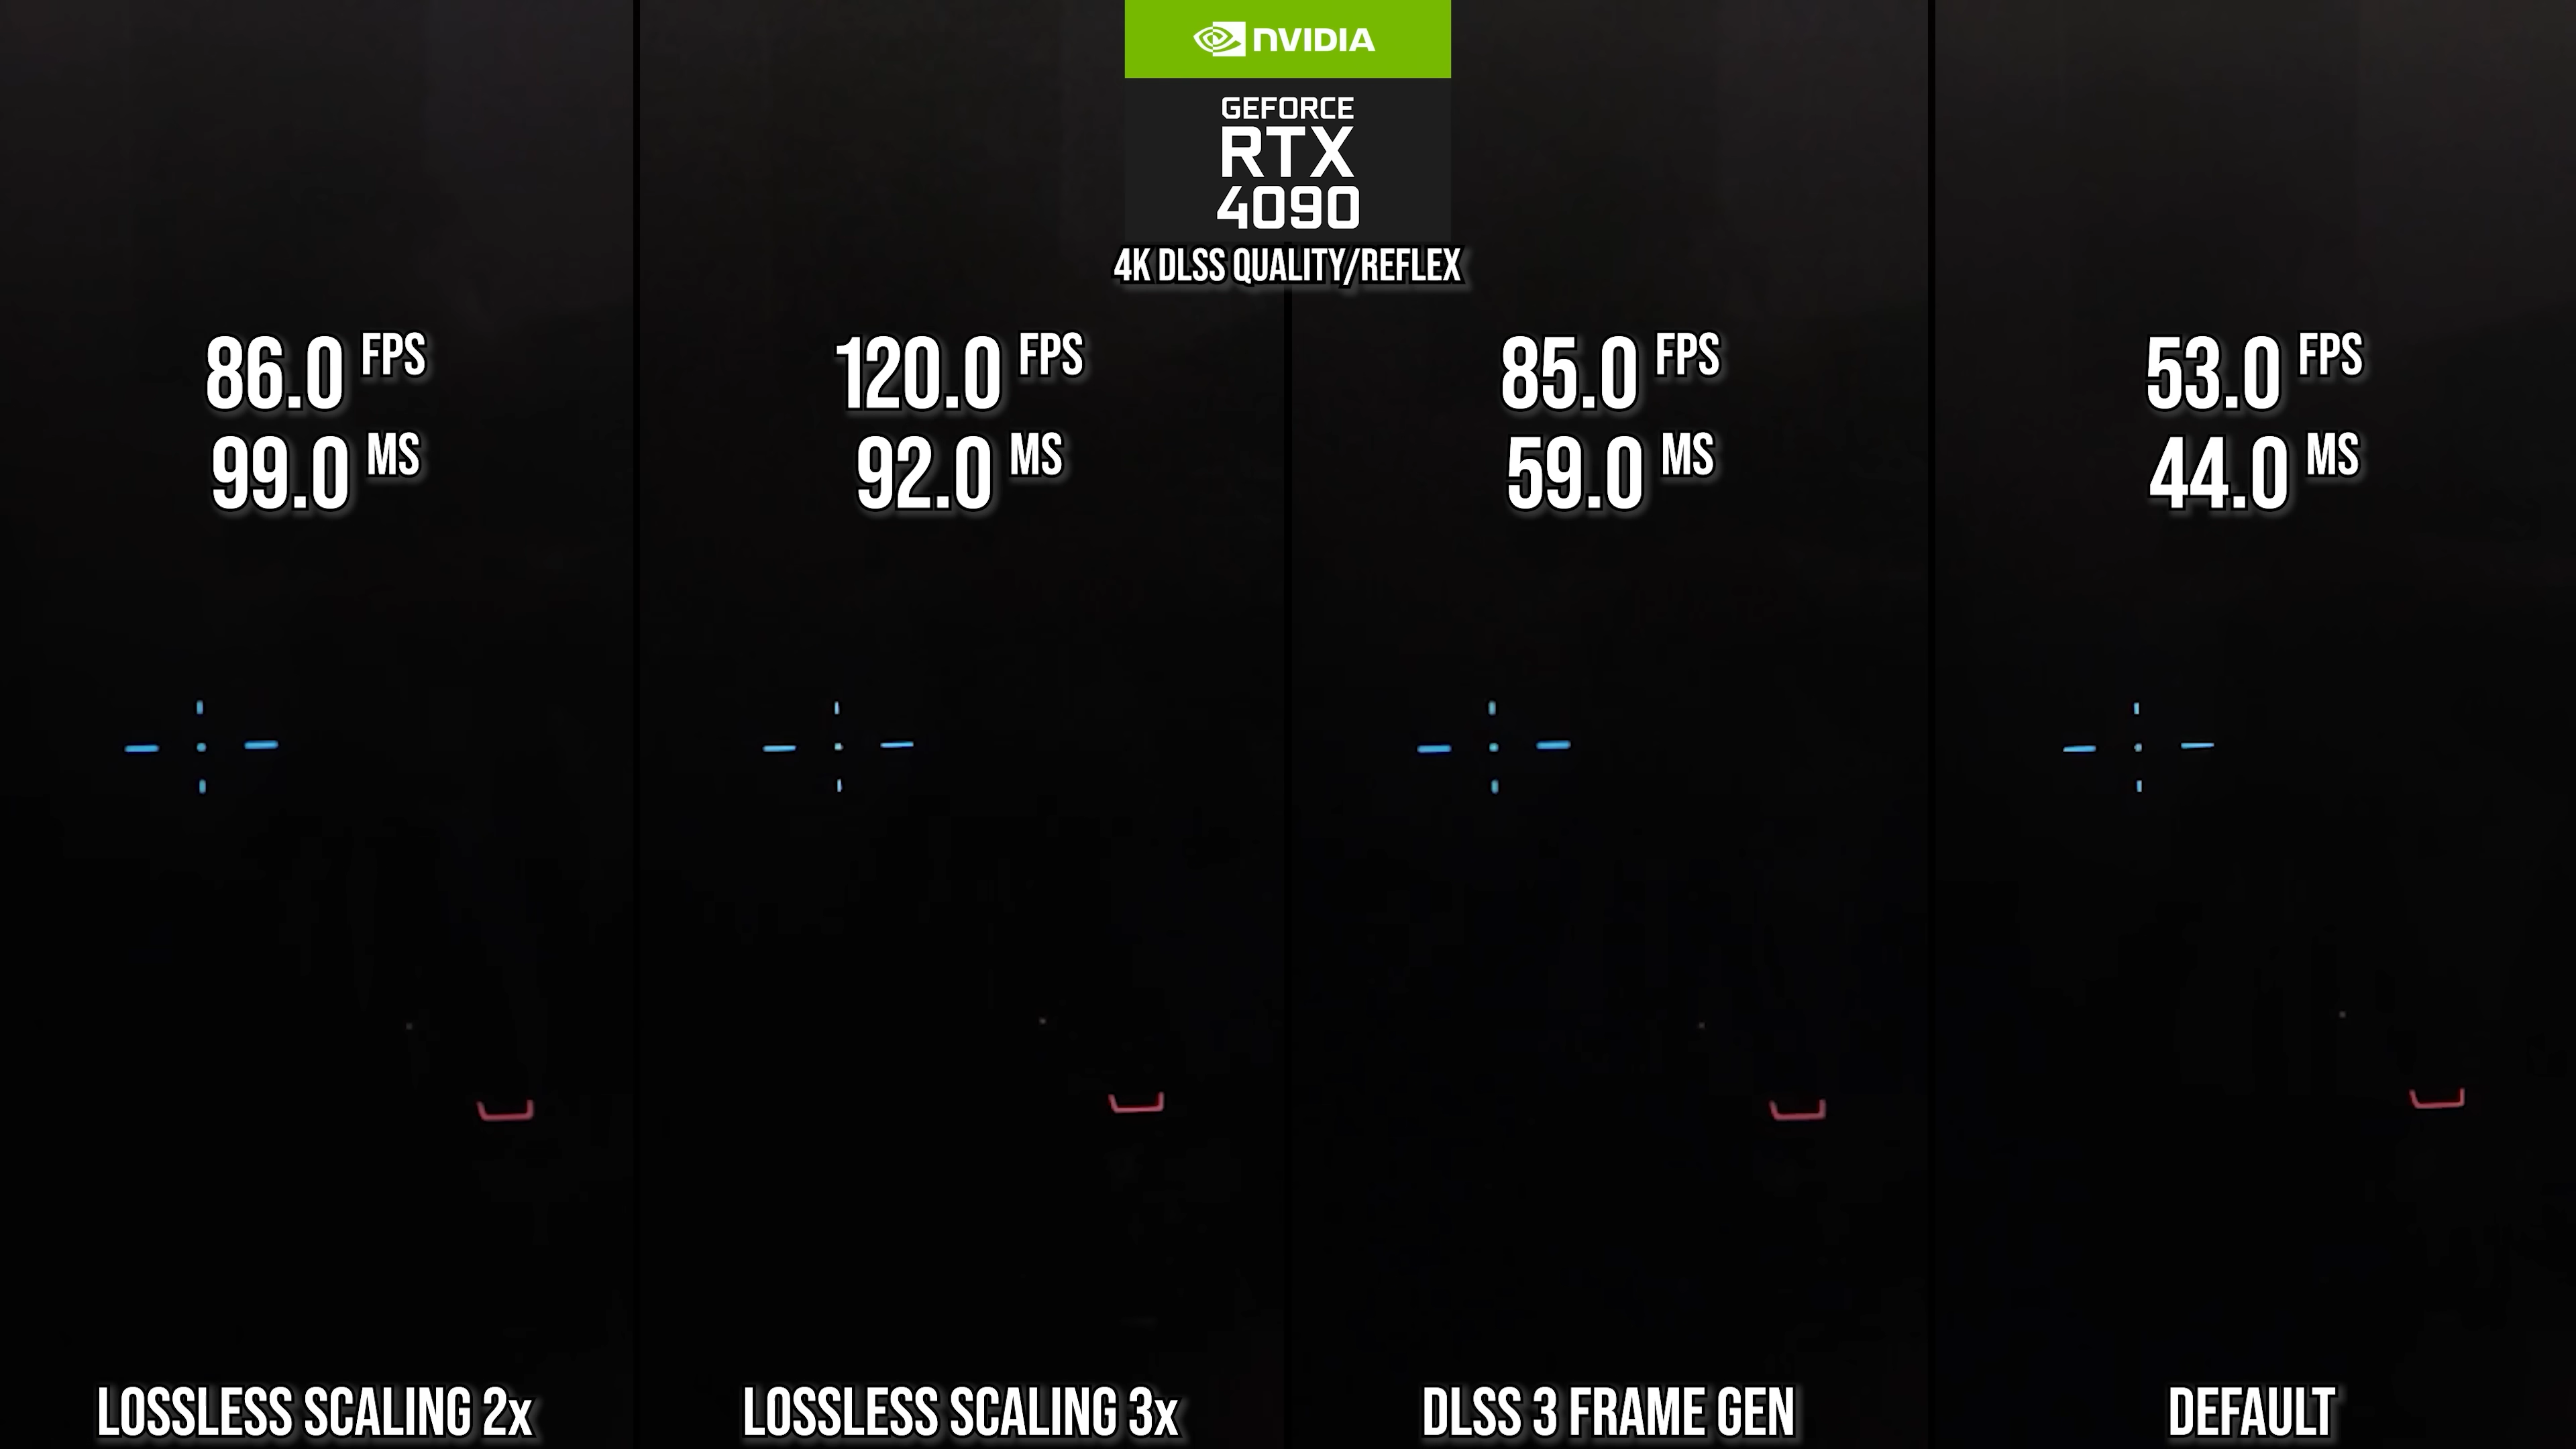 NVIDIA
GEFORCE
RTX
4090
4K DLSS QUALITY/REFLEX
86.0 FPS
99.0 MS
120.0 FPS
92.0 MS
85.0 FPS
59.0 MS
53.0 FPS
44.0 MS
LOSSLESS SCALING 2x
LOSSLESS SCALING 3x
DLSS 3 FRAME GEN
DEFAULT